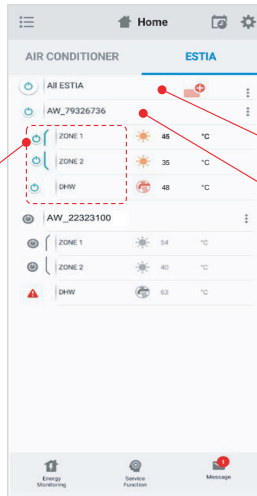 Home
AIR CONDITIONER ESTIA
All ESTIA
AW_79326736
ZONE 1 45 °C
ZONE 2 35 °C
DHW 48 °C
AW_22323100
ZONE 1 54 °C
ZONE 2 40 °C
DHW 63 °C
Energy Monitoring
Service Function
Message